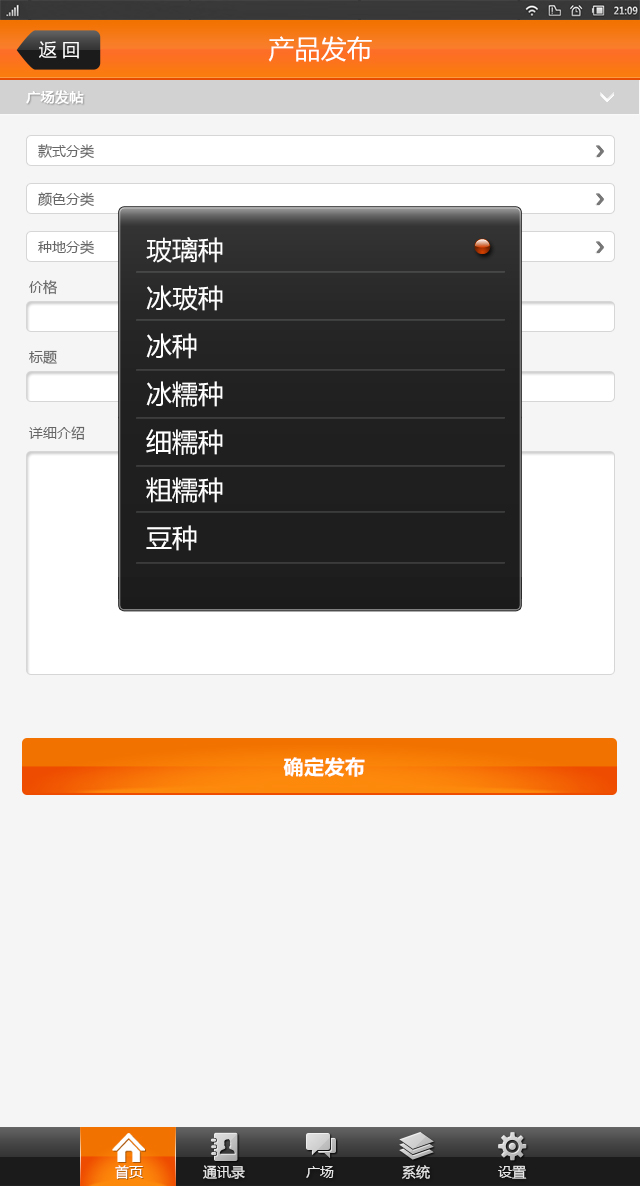 21:09
返 回
产品发布
广场发帖
款式分类
颜色分类
种地分类
价格
标题
详细介绍
玻璃种
冰玻种
冰种
冰糯种
细糯种
粗糯种
豆种
确定发布
首页
通讯录
广场
系统
设置